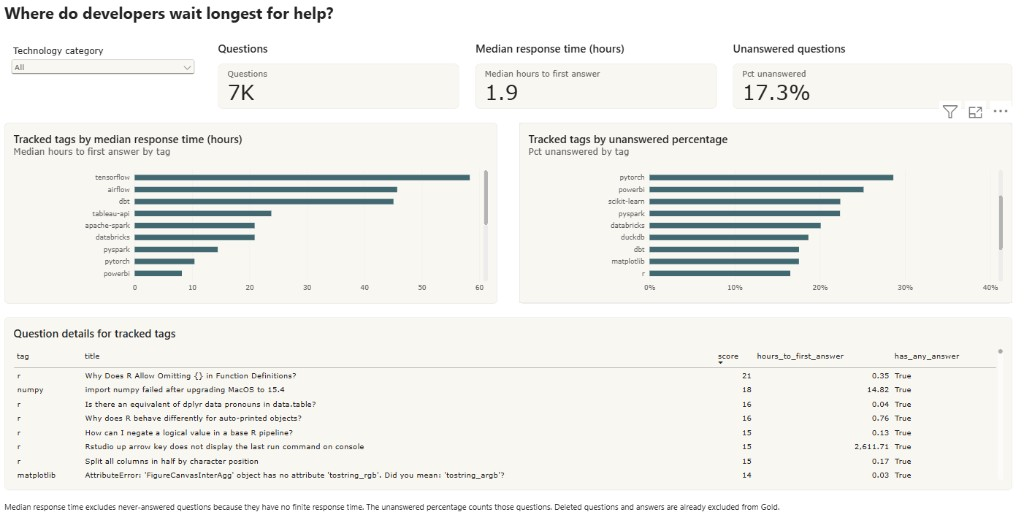 Where do developers wait longest for help?
Technology category
All
Questions
Questions
7K
Median response time (hours)
Median hours to first answer
1.9
Unanswered questions
Pct unanswered
17.3%
Tracked tags by median response time (hours)
Median hours to first answer by tag
tensorflow
airflow
dbt
tableau-api
apache-spark
databricks
pyspark
pytorch
powerbi
0 10 20 30 40 50 60
Tracked tags by unanswered percentage
Pct unanswered by tag
pytorch
powerbi
scikit-learn
pyspark
databricks
duckdb
dbt
matplotlib
r
0% 10% 20% 30% 40%
Question details for tracked tags
tag title score hours_to_first_answer has_any_answer
r Why Does R Allow Omitting {} in Function Definitions? 21 0.35 True
numpy import numpy failed after upgrading MacOS to 15.4 18 14.82 True
r Is there an equivalent of dplyr data pronouns in data.table? 16 0.04 True
r Why does R behave differently for auto-printed objects? 16 0.76 True
r How can I negate a logical value in a base R pipeline? 15 0.13 True
r Rstudio up arrow key does not display the last run command on console 15 2,611.71 True
r Split all columns in half by character position 15 0.17 True
matplotlib AttributeError: 'FigureCanvasInterAgg' object has no attribute 'tostring_rgb'. Did you mean: 'tostring_argb'? 14 0.03 True
Median response time excludes never-answered questions because they have no finite response time. The unanswered percentage counts those questions. Deleted questions and answers are already excluded from Gold.